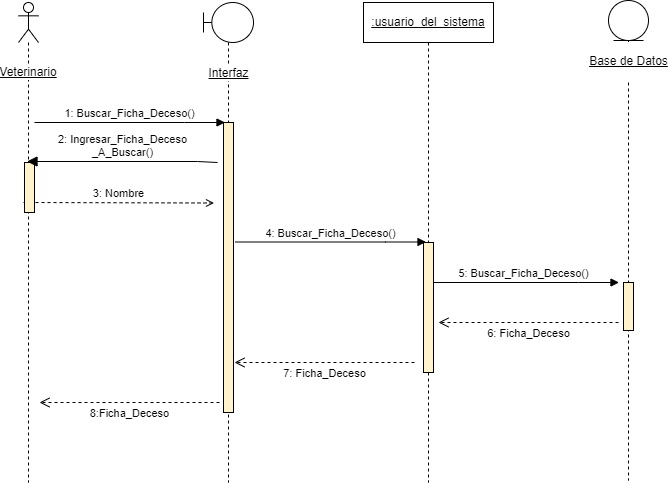 :usuario_del_sistema
Veterinario
Interfaz
Base de Datos
1: Buscar_Ficha_Deceso()
2: Ingresar_Ficha_Deceso
_A_Buscar()
3: Nombre
4: Buscar_Ficha_Deceso()
5: Buscar_Ficha_Deceso()
6: Ficha_Deceso
7: Ficha_Deceso
8:Ficha_Deceso